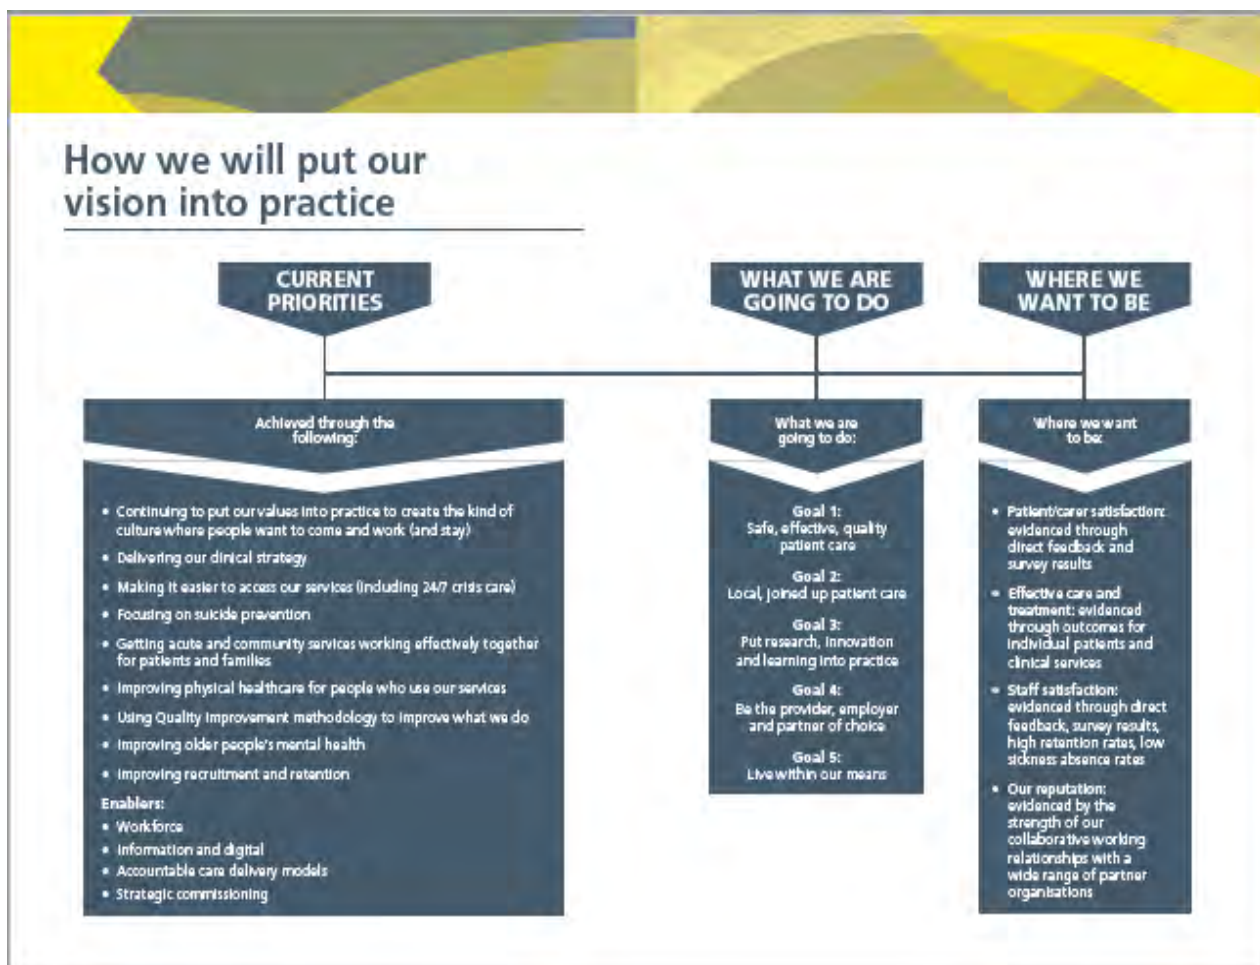 How we will put our
vision into practice
CURRENT
PRIORITIES
Achieved through the
following:
• Continuing to put our values into practice to create the kind of
culture where people want to come and work (and stay)
• Delivering our clinical strategy
• Making it easier to access our services (including 24/7 crisis care)
• Focusing on suicide prevention
• Getting acute and community services working effectively together
for patients and families
• Improving physical healthcare for people who use our services
• Using Quality Improvement methodology to improve what we do
• Improving older people's mental health
• Improving recruitment and retention
Enablers:
• Workforce
• Information and digital
• Accountable care delivery models
• Strategic commissioning
WHAT WE ARE
GOING TO DO
What we are
going to do:
Goal 1:
Safe, effective, quality
patient care
Goal 2:
Local, joined up patient care
Goal 3:
Put research, innovation
and learning into practice
Goal 4:
Be the provider, employer
and partner of choice
Goal 5:
Live within our means
WHERE WE
WANT TO BE
Where we want
to be:
• Patient/carer satisfaction:
evidenced through
direct feedback and
survey results
• Effective care and
treatment: evidenced
through outcomes for
individual patients and
clinical services
• Staff satisfaction:
evidenced through direct
feedback, survey results,
high retention rates, low
sickness absence rates
• Our reputation:
evidenced by the
strength of our
collaborative working
relationships with a
wide range of partner
organisations